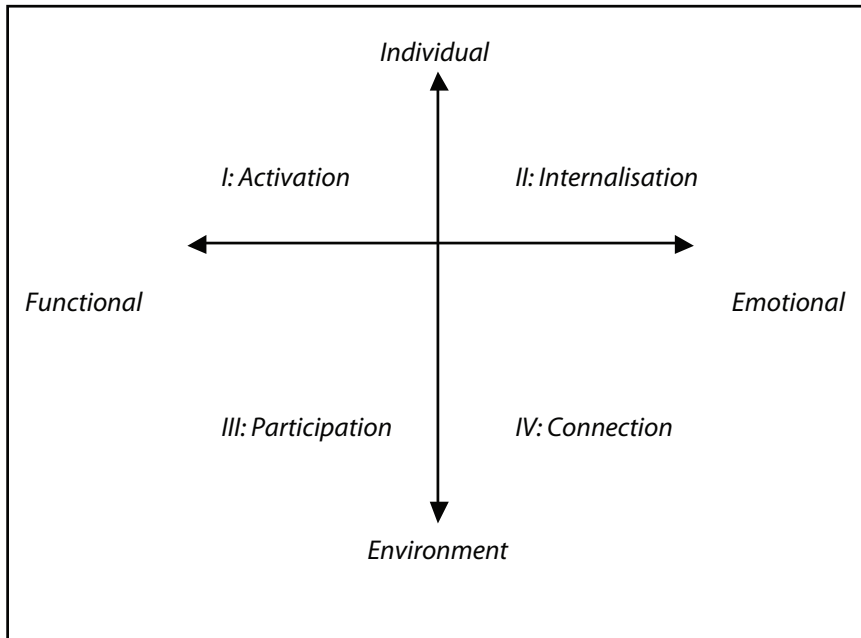 Individual
I: Activation
II: Internalisation
Functional
Emotional
III: Participation
IV: Connection
Environment